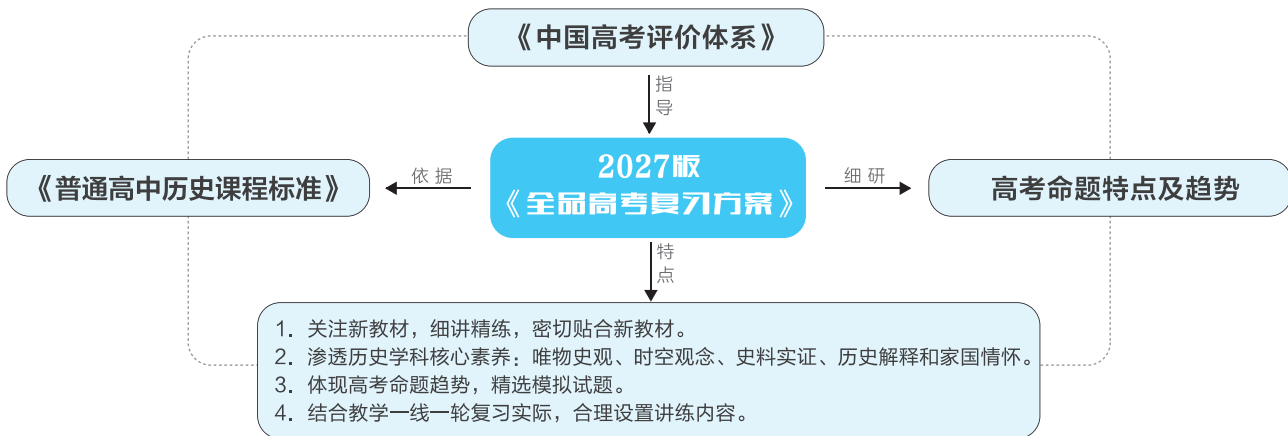 《中国高考评价体系》
指导
2027版
《全品高考复习方案》
《普通高中历史课程标准》
依据
细研
高考命题特点及趋势
特点
1. 关注新教材，细讲精练，密切贴合新教材。
2. 渗透历史学科核心素养：唯物史观、时空观念、史料实证、历史解释和家国情怀。
3. 体现高考命题趋势，精选模拟试题。
4. 结合教学一线一轮复习实际，合理设置讲练内容。